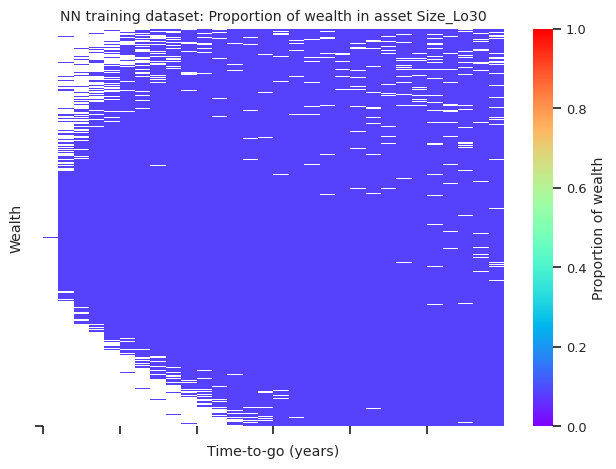 NN training dataset: Proportion of wealth in asset Size_Lo30
Wealth
Time-to-go (years)
1.0
0.8
0.6
0.4
0.2
0.0
Proportion of wealth